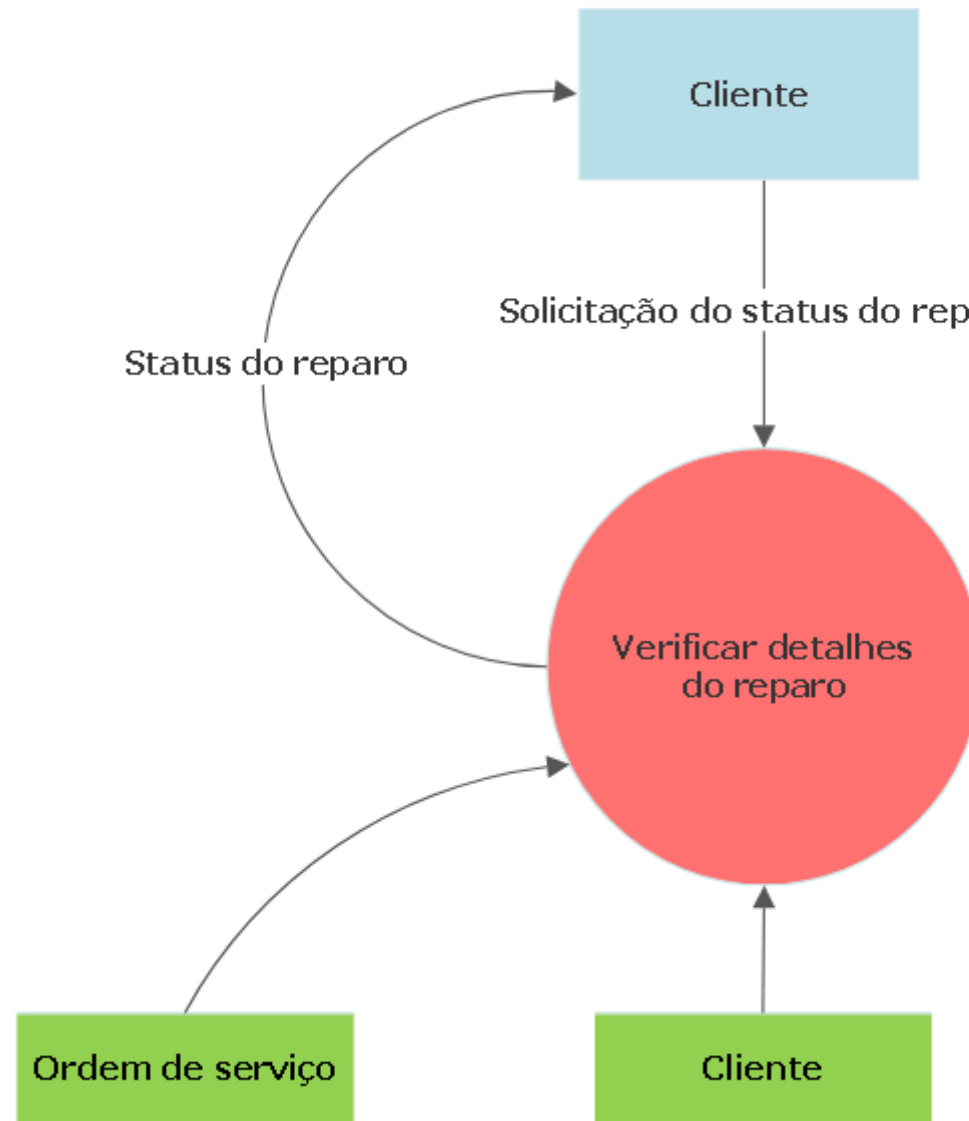 Cliente
Solicitação do status do rep
Status do reparo
Verificar detalhes
do reparo
Ordem de serviço
Cliente